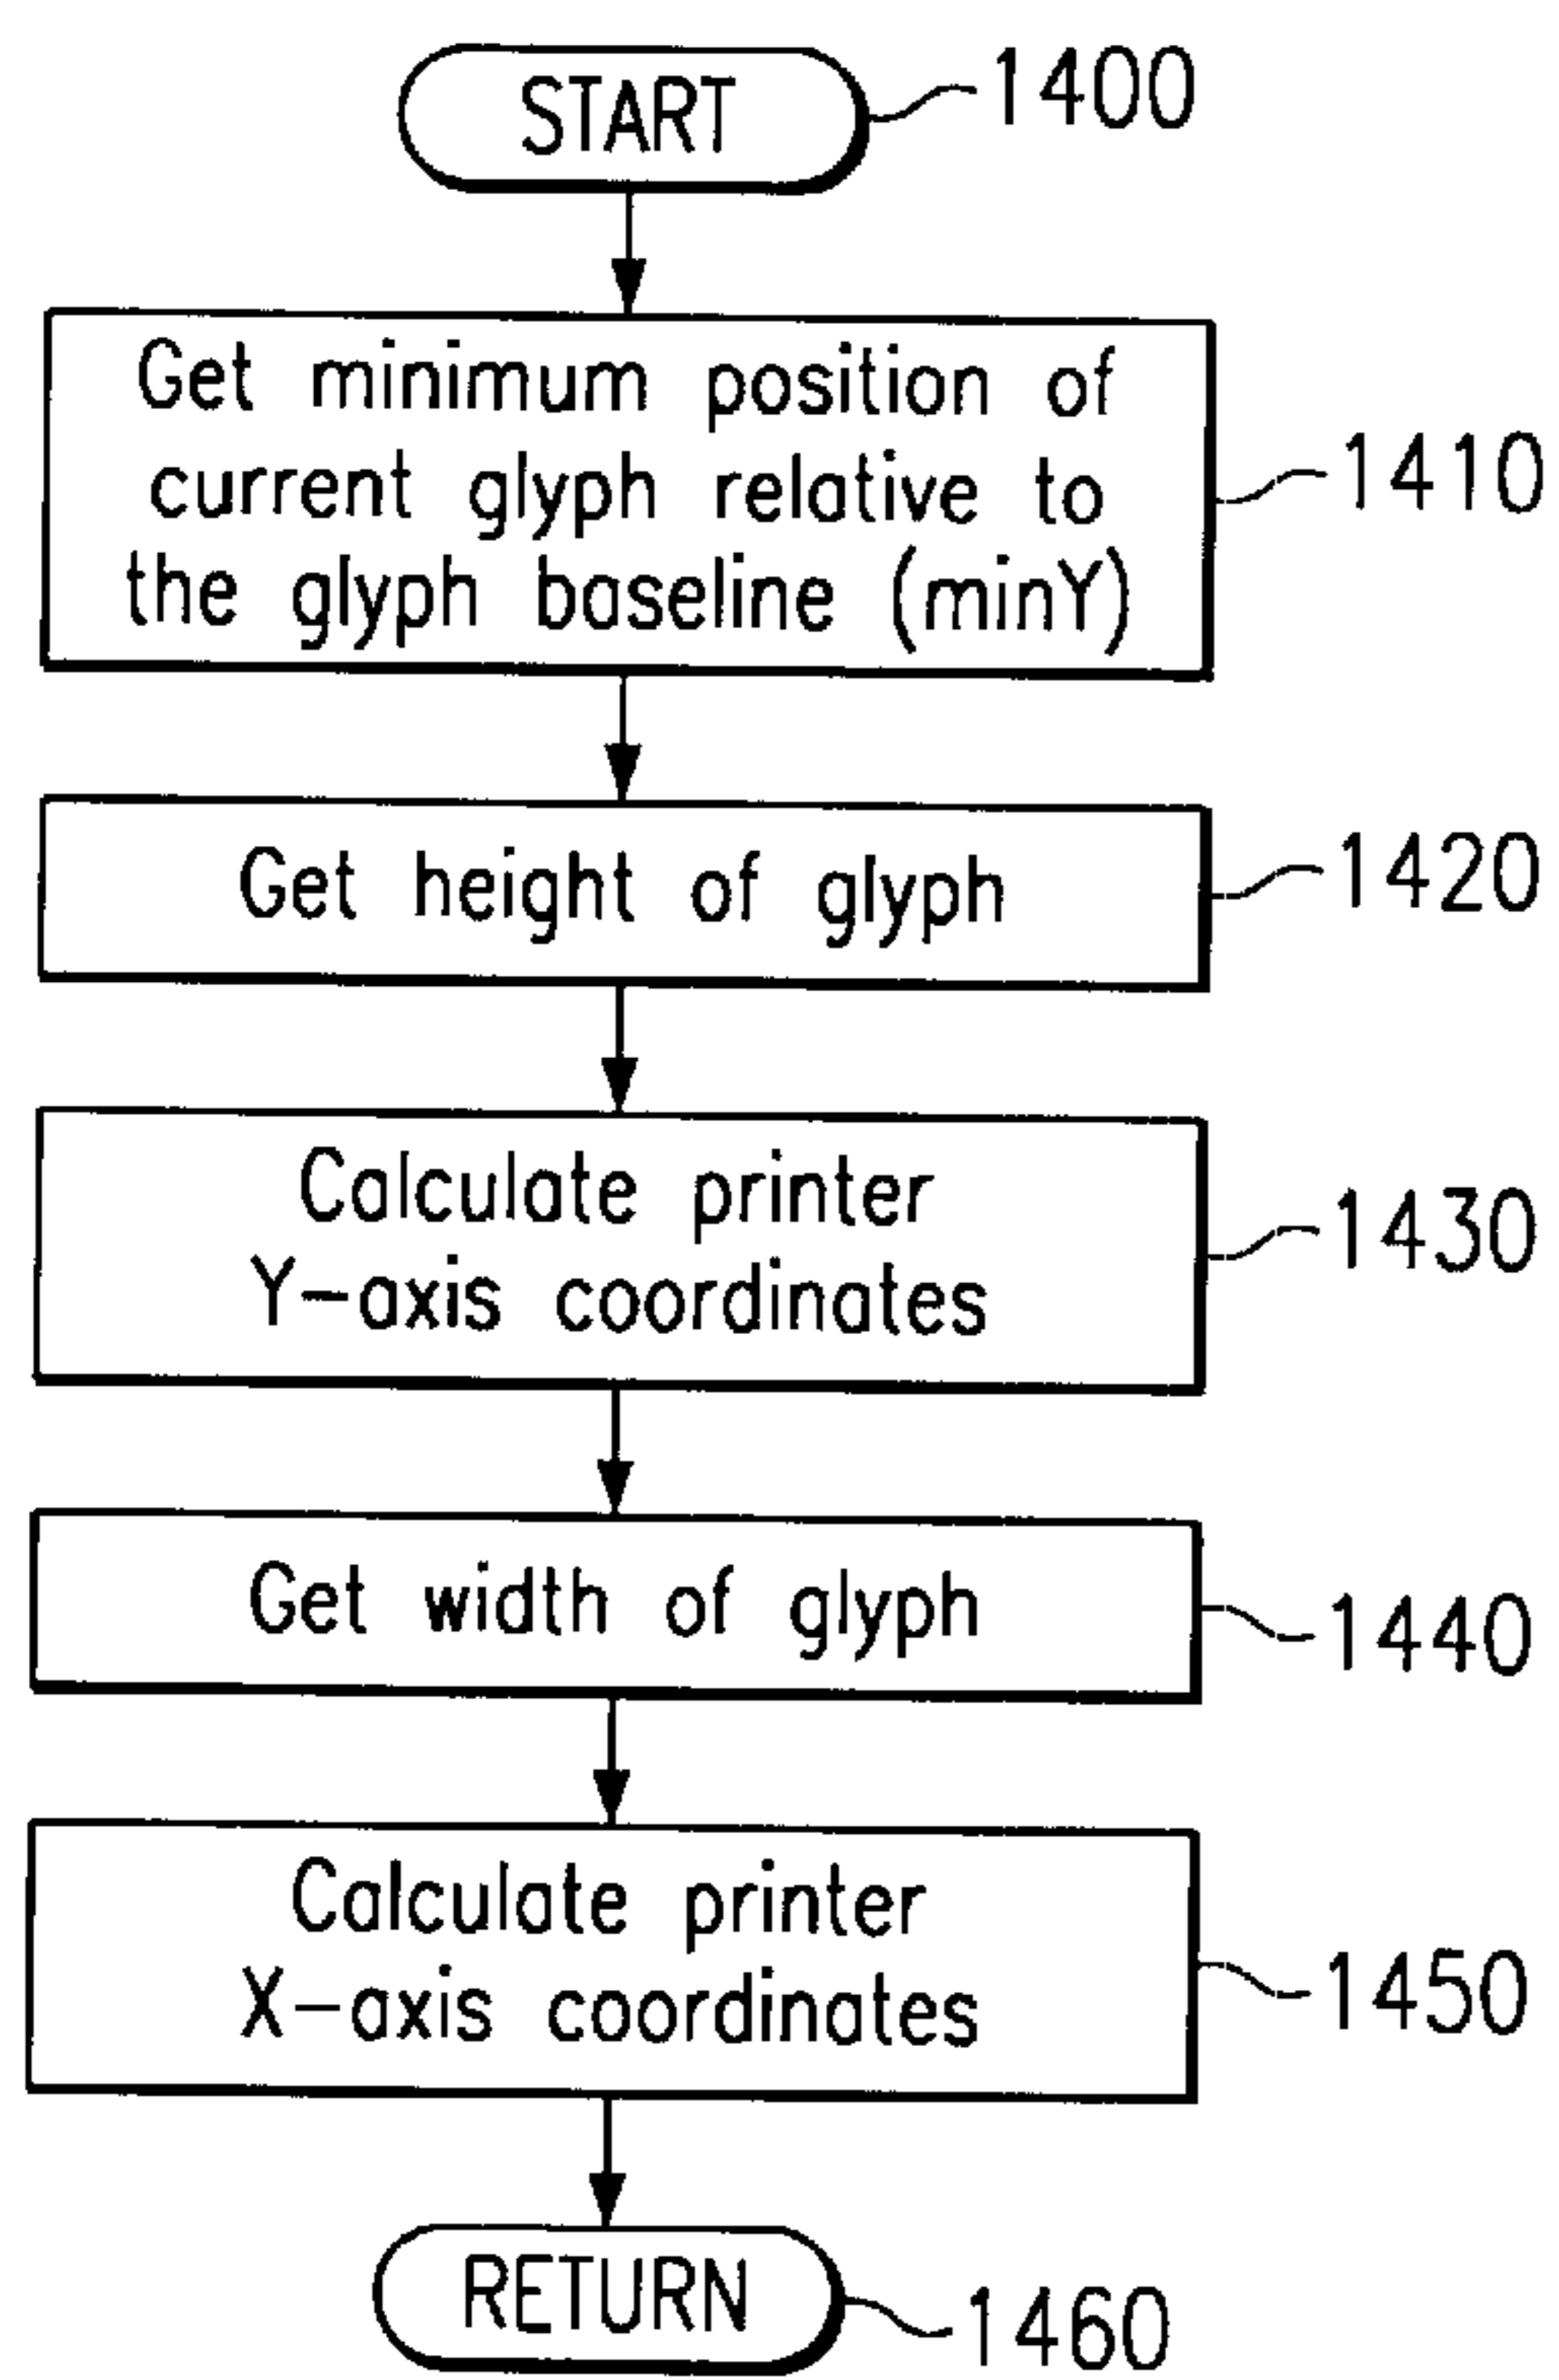 START
1400
Get minimum position of
current glyph relative to
the glyph baseline (minY)
1410
Get height of glyph
1420
Calculate printer
Y-axis coordinates
1430
Get width of glyph
1440
Calculate printer
X-axis coordinates
1450
RETURN
1460